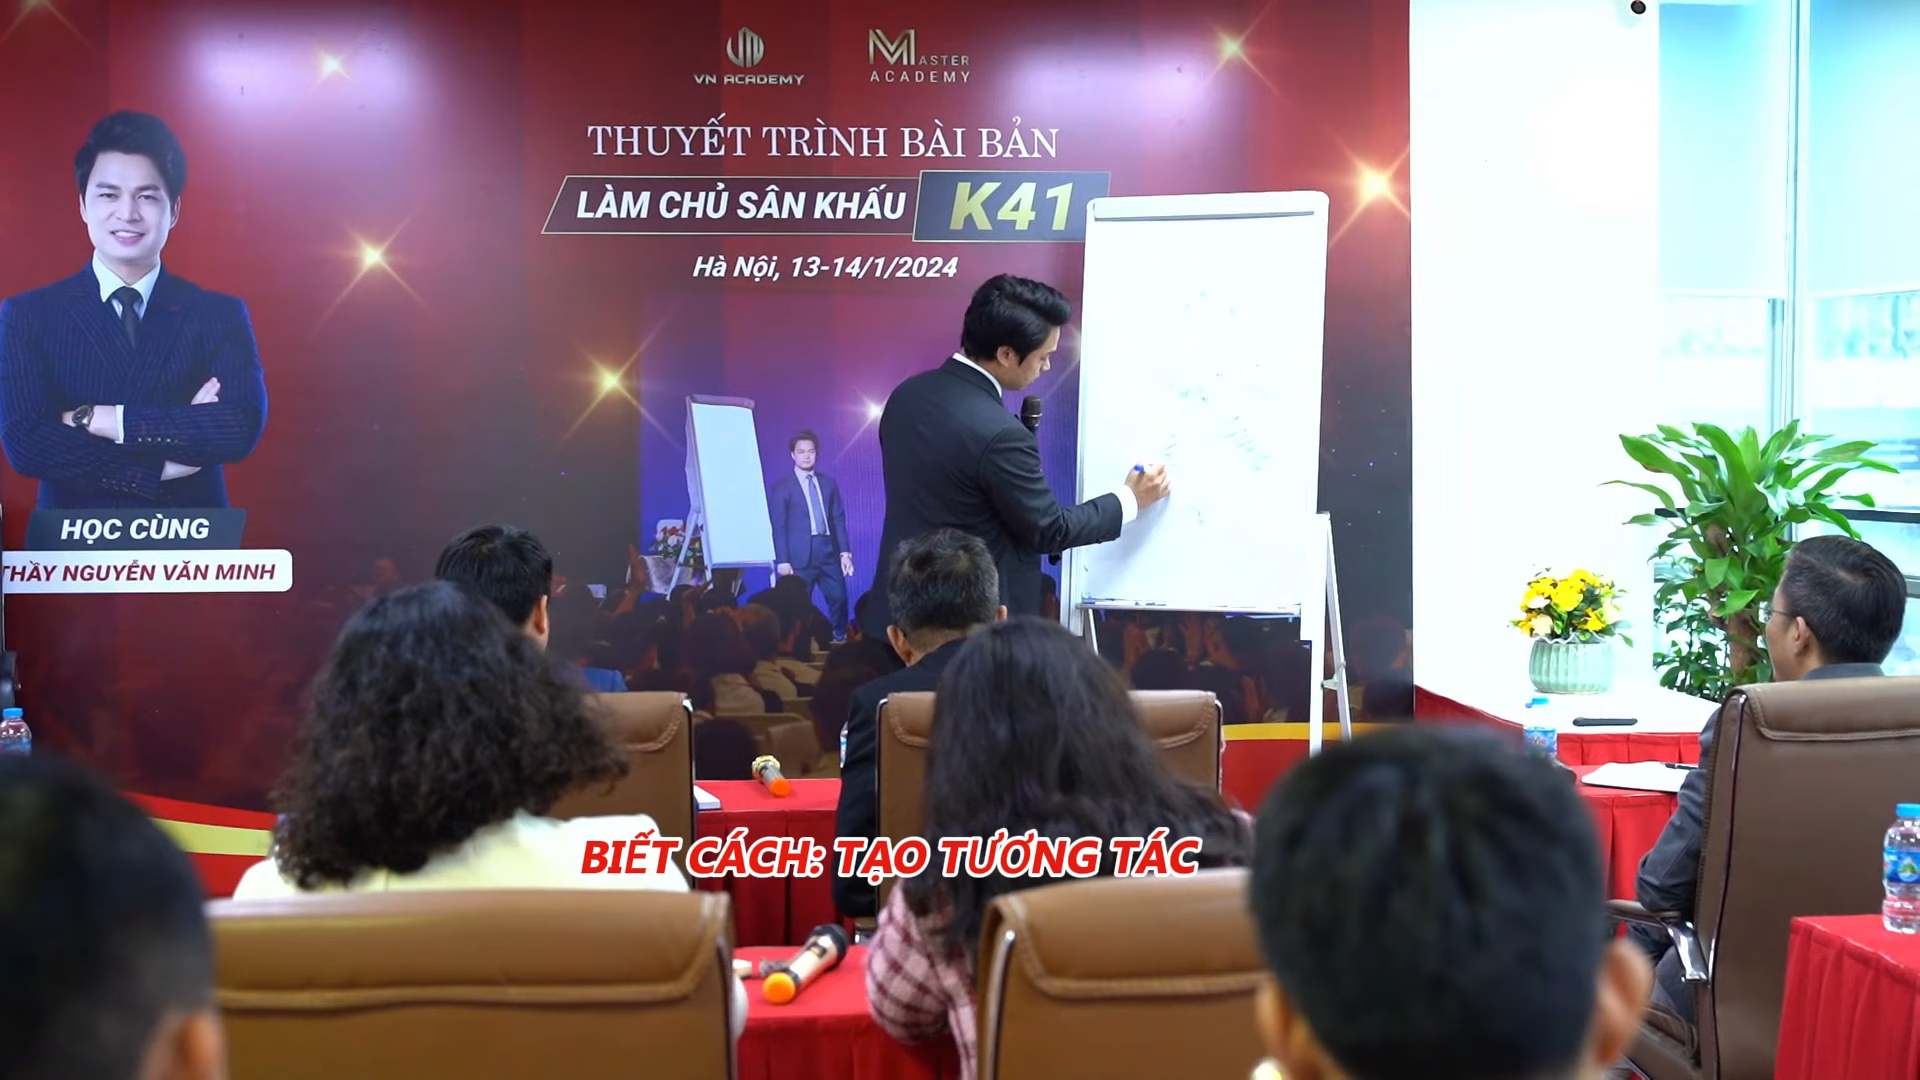 VN ACADEMY
MASTER
ACADEMY
THUYẾT TRÌNH BÀI BẢN
LÀM CHỦ SÂN KHẤU K41
Hà Nội, 13-14/1/2024
HỌC CÙNG
THẦY NGUYỄN VĂN MINH
BIẾT CÁCH: TẠO TƯƠNG TÁC